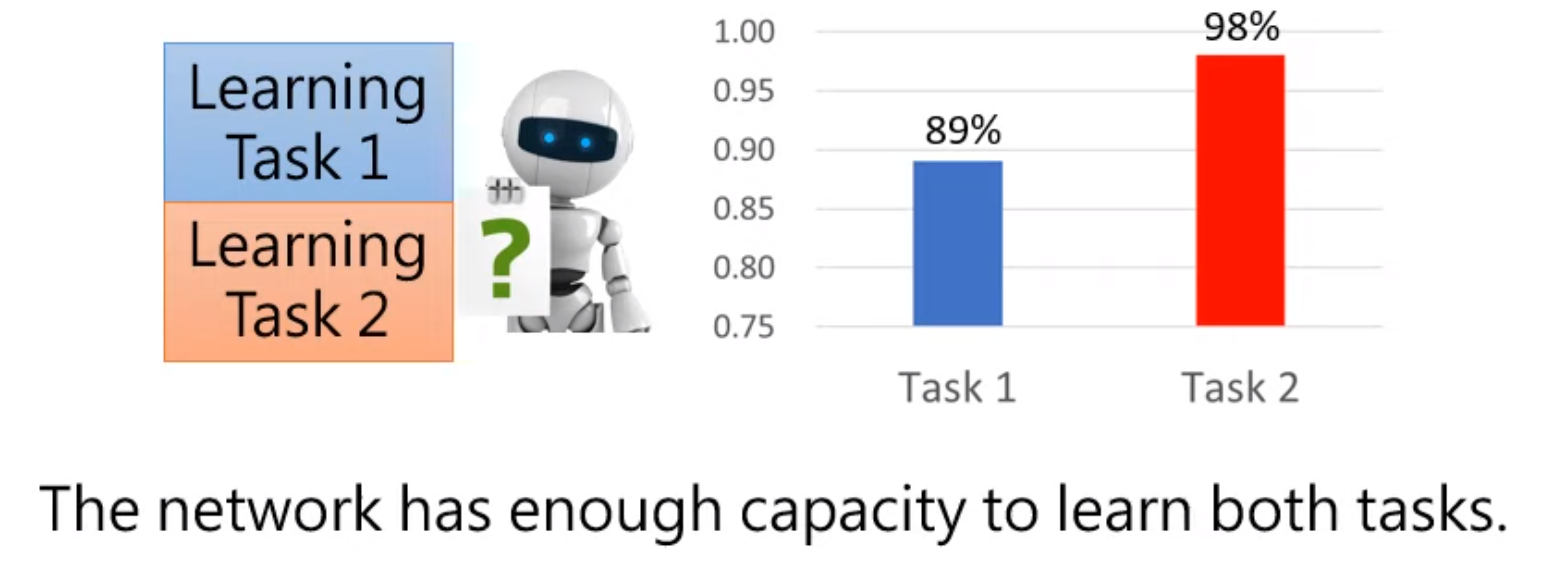 Learning
Task 1
Learning
Task 2
?
1.00
0.95
0.90
0.85
0.80
0.75
89%
98%
Task 1
Task 2
The network has enough capacity to learn both tasks.